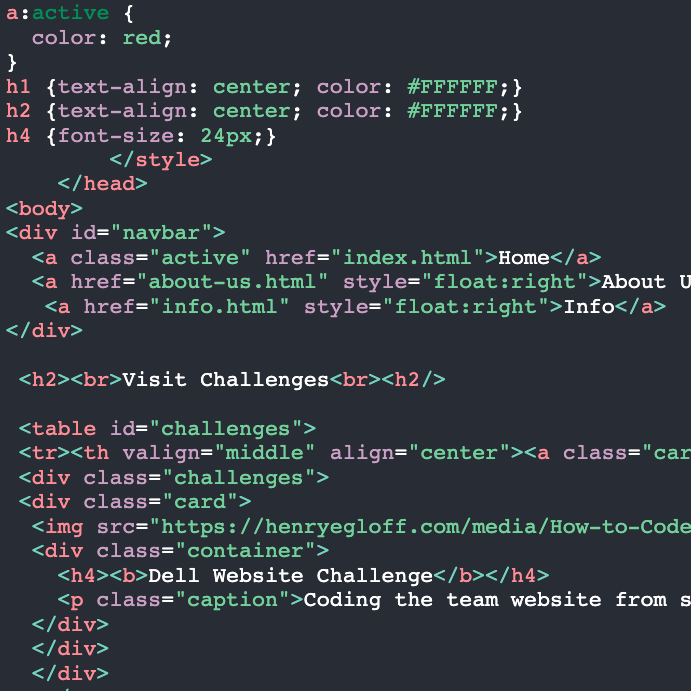 a:active {
  color: red;
}
h1 {text-align: center; color: #FFFFFF;}
h2 {text-align: center; color: #FFFFFF;}
h4 {font-size: 24px;}
        </style>
    </head>
<body>
<div id="navbar">
  <a class="active" href="index.html">Home</a>
  <a href="about-us.html" style="float:right">About U
   <a href="info.html" style="float:right">Info</a>
</div>

 <h2><br>Visit Challenges<br><h2/>

 <table id="challenges">
 <tr><th valign="middle" align="center"><a class="car
 <div class="challenges">
 <div class="card">
  <img src="https://henryegloff.com/media/How-to-Code
  <div class="container">
    <h4><b>Dell Website Challenge</b></h4>
    <p class="caption">Coding the team website from s
  </div>
  </div>
  </div>